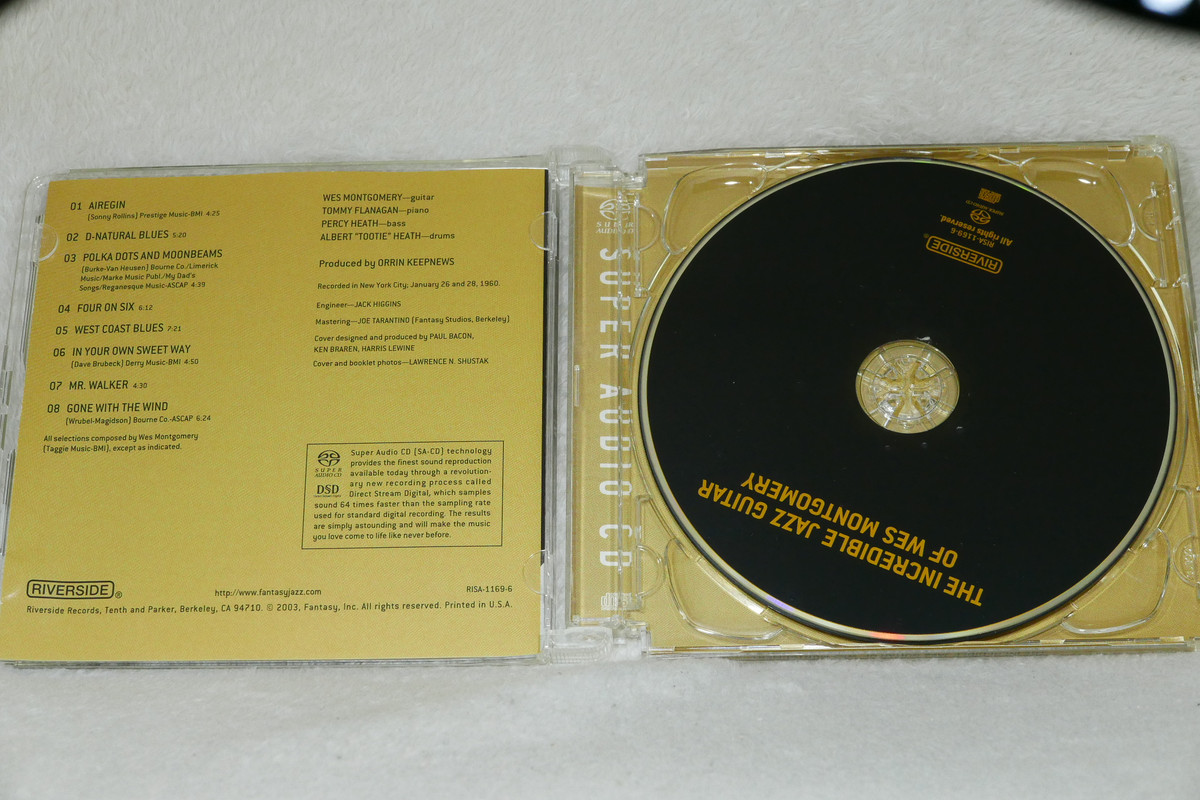 01 AIREGIN
(Sonny Rollins) Prestige Music-BMI 4:25
02 D-NATURAL BLUES 5:20
03 POLKA DOTS AND MOONBEAMS
(Burke-Van Heusen) Bourne Co./Limerick
Music/Marke Music Publ./My Dad's
Songs/Reganesque Music-ASCAP 4:39
04 FOUR ON SIX 6:12
05 WEST COAST BLUES 7:21
06 IN YOUR OWN SWEET WAY
(Dave Brubeck) Derry Music-BMI 4:50
07 MR. WALKER 4:30
08 GONE WITH THE WIND
(Wrubel-Magidson) Bourne Co.-ASCAP 6:24
All selections composed by Wes Montgomery
(Taggie Music-BMI), except as indicated.
WES MONTGOMERY—guitar
TOMMY FLANAGAN—piano
PERCY HEATH—bass
ALBERT "TOOTIE" HEATH—drums
Produced by ORRIN KEEPNEWS
Recorded in New York City; January 26 and 28, 1960.
Engineer—JACK HIGGINS
Mastering—JOE TARANTINO (Fantasy Studios, Berkeley)
Cover designed and produced by PAUL BACON,
KEN BRAREN, HARRIS LEWINE
Cover and booklet photos—LAWRENCE N. SHUSTAK
SUPER AUDIO CD
DSD
Super Audio CD (SA-CD) technology
provides the finest sound reproduction
available today through a revolution-
ary new recording process called
Direct Stream Digital, which samples
sound 64 times faster than the sampling rate
used for standard digital recording. The results
are simply astounding and will make the music
you love come to life like never before.
RIVERSIDE®
http://www.fantasyjazz.com
RISA-1169-6
Riverside Records, Tenth and Parker, Berkeley, CA 94710. © 2003, Fantasy, Inc. All rights reserved. Printed in U.S.A.
SUPER
AUDIO CD
SUPER AUDIO CD
THE INCREDIBLE JAZZ GUITAR
OF WES MONTGOMERY
RIVERSIDE®
RISA-1169-6
All rights reserved.